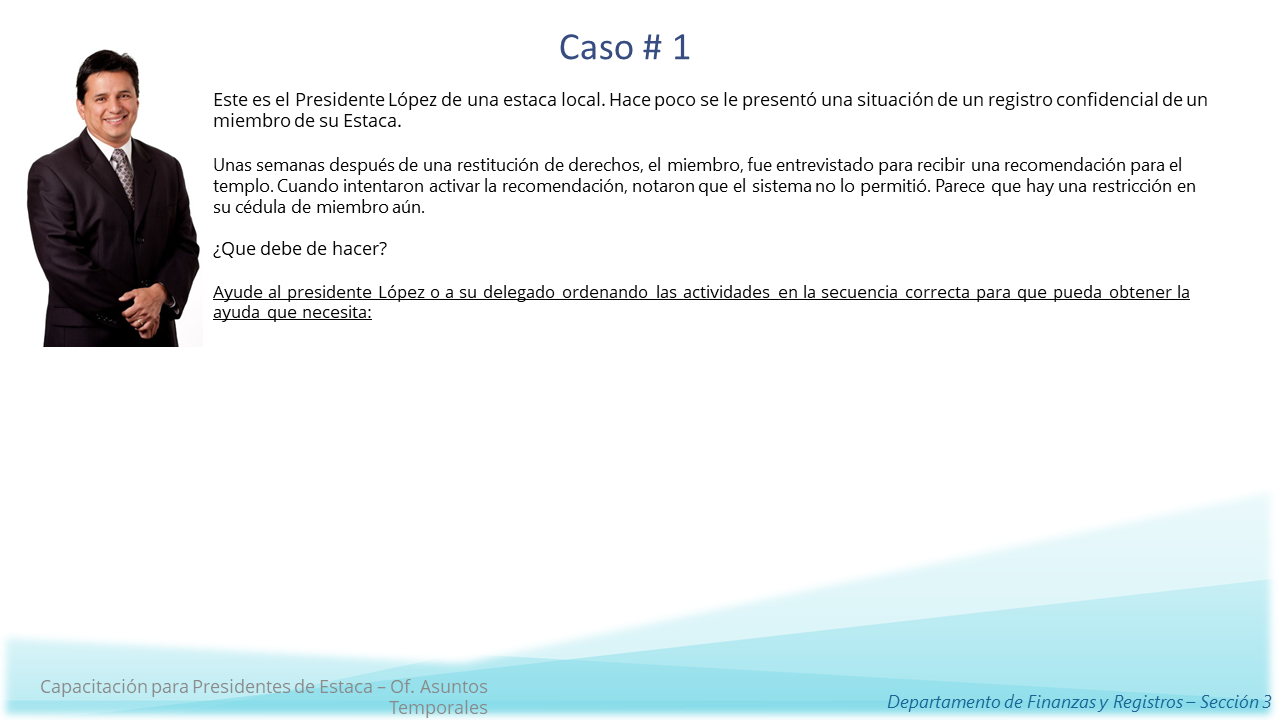 Caso # 1
Este es el Presidente López de una estaca local. Hace poco se le presentó una situación de un registro confidencial de un
miembro de su Estaca.
Unas semanas después de una restitución de derechos, el miembro, fue entrevistado para recibir una recomendación para el
templo. Cuando intentaron activar la recomendación, notaron que el sistema no lo permitió. Parece que hay una restricción en
su cédula de miembro aún.
¿Que debe de hacer?
Ayude al presidente López o a su delegado ordenando las actividades en la secuencia correcta para que pueda obtener la
ayuda que necesita:
Capacitación para Presidentes de Estaca – Of. Asuntos
Temporales
Departamento de Finanzas y Registros – Sección 3